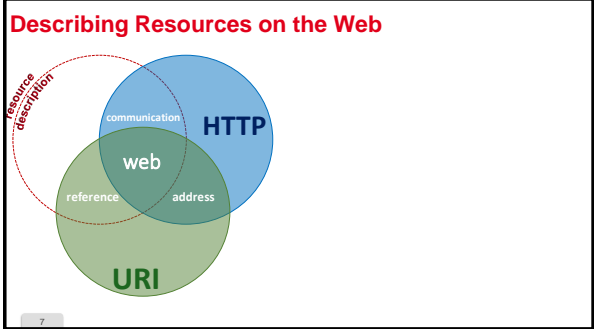 Describing Resources on the Web
resource
description
communication
HTTP
web
reference
address
URI
7